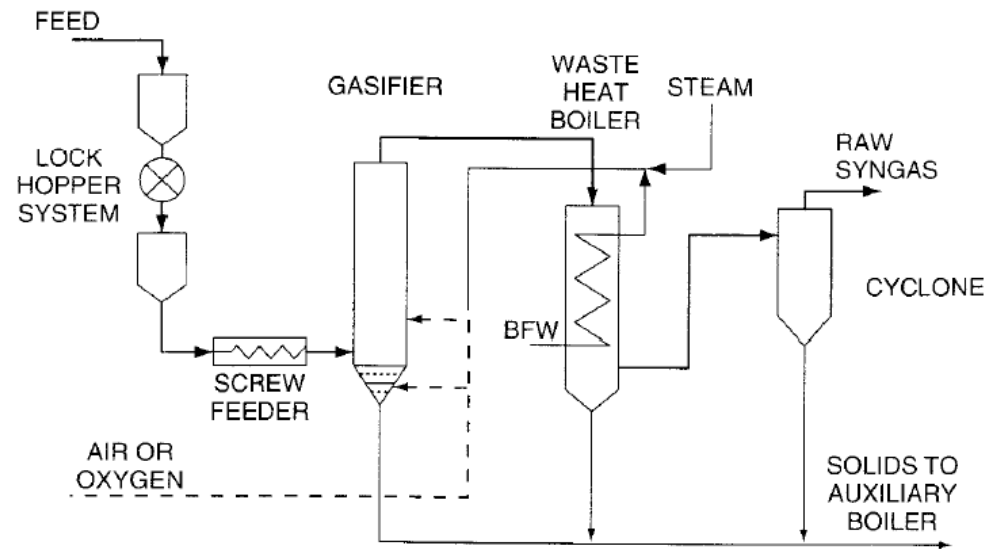 FEED
LOCK
HOPPER
SYSTEM
GASIFIER
WASTE
HEAT
BOILER
STEAM
RAW
SYNGAS
CYCLONE
BFW
SCREW
FEEDER
AIR OR
OXYGEN
SOLIDS TO
AUXILIARY
BOILER